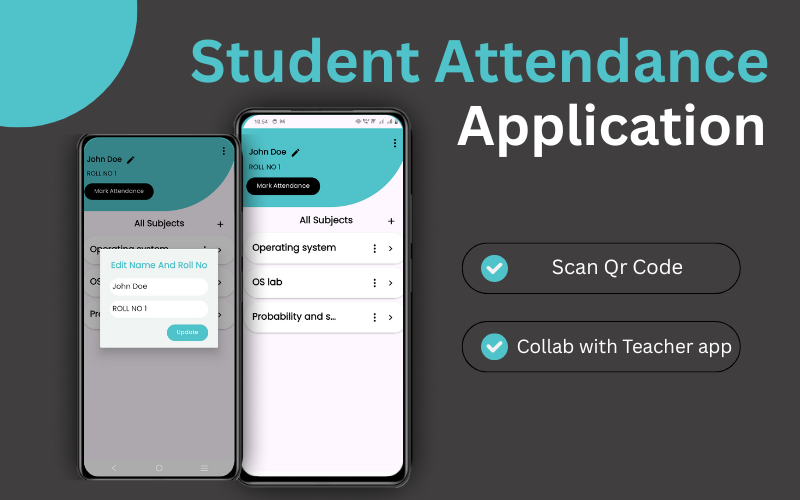 Student Attendance
Application
John Doe
ROLL NO 1
Mark Attendance
All Subjects
+
Operating system
Edit Name And Roll No
John Doe
ROLL NO 1
Update
18:54
John Doe
ROLL NO 1
Mark Attendance
All Subjects
+
Operating system
OS lab
Probability and s...
Scan Qr Code
Collab with Teacher app